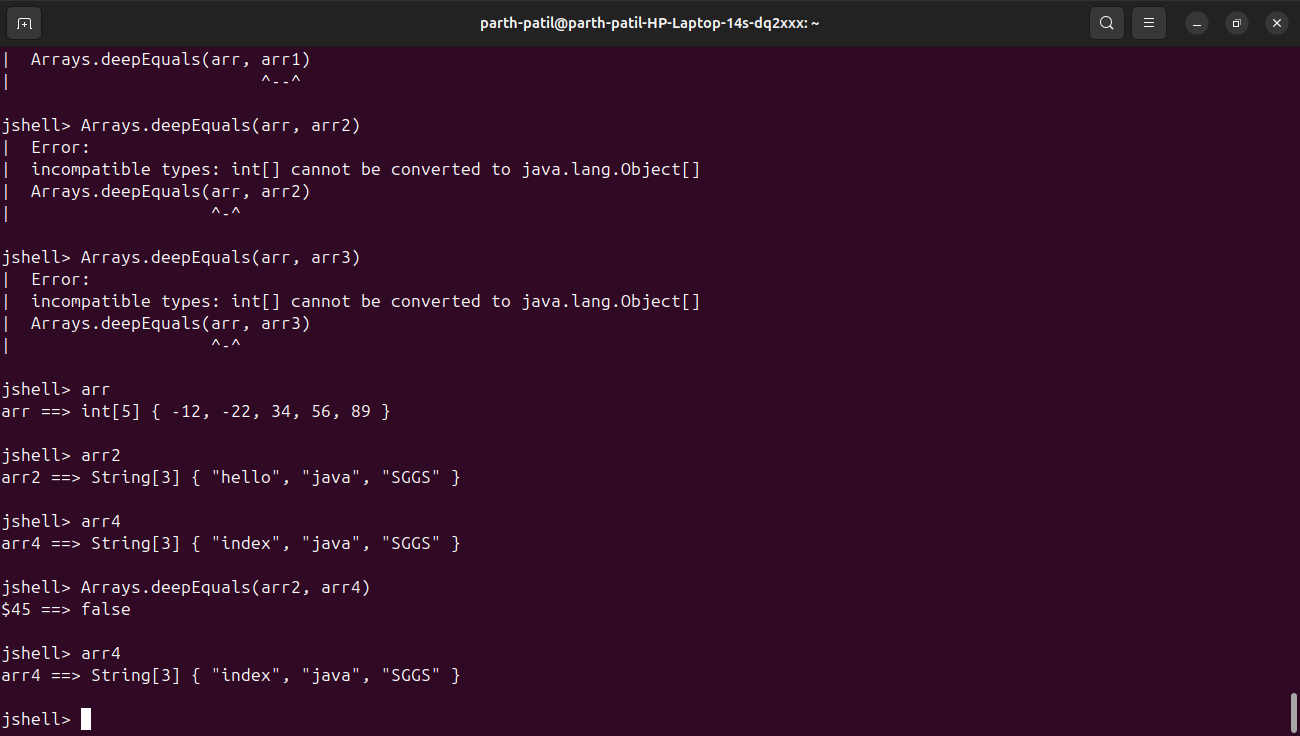 parth-patil@parth-patil-HP-Laptop-14s-dq2xxx: ~
|  Arrays.deepEquals(arr, arr1)
|                         ^--^
jshell> Arrays.deepEquals(arr, arr2)
|  Error:
|  incompatible types: int[] cannot be converted to java.lang.Object[]
|  Arrays.deepEquals(arr, arr2)
|                    ^-^
jshell> Arrays.deepEquals(arr, arr3)
|  Error:
|  incompatible types: int[] cannot be converted to java.lang.Object[]
|  Arrays.deepEquals(arr, arr3)
|                    ^-^
jshell> arr
arr ==> int[5] { -12, -22, 34, 56, 89 }
jshell> arr2
arr2 ==> String[3] { "hello", "java", "SGGS" }
jshell> arr4
arr4 ==> String[3] { "index", "java", "SGGS" }
jshell> Arrays.deepEquals(arr2, arr4)
$45 ==> false
jshell> arr4
arr4 ==> String[3] { "index", "java", "SGGS" }
jshell>